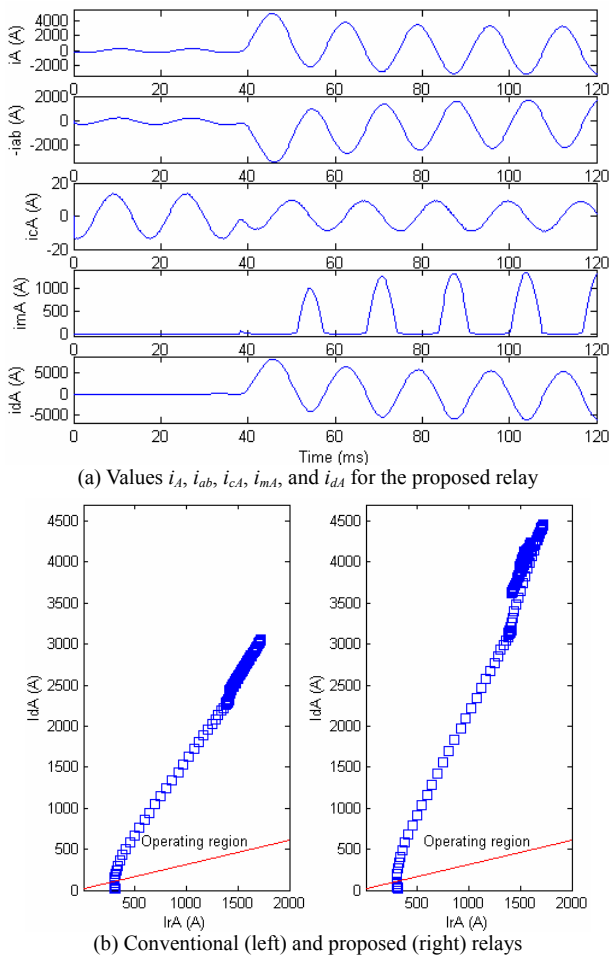 iA (A)
4000
2000
0
-2000
0 20 40 60 80 100 120
-iab (A)
2000
0
-2000
0 20 40 60 80 100 120
icA (A)
20
0
-20
0 20 40 60 80 100 120
imA (A)
1000
500
0
0 20 40 60 80 100 120
idA (A)
5000
0
-5000
0 20 40 60 80 100 120
Time (ms)
(a) Values iA, iab, icA, imA, and idA for the proposed relay
IdA (A)
4500
4000
3500
3000
2500
2000
1500
1000
500
0
Operating region
0 500 1000 1500 2000
IrA (A)
IdA (A)
4500
4000
3500
3000
2500
2000
1500
1000
500
0
Operating region
0 500 1000 1500 2000
IrA (A)
(b) Conventional (left) and proposed (right) relays